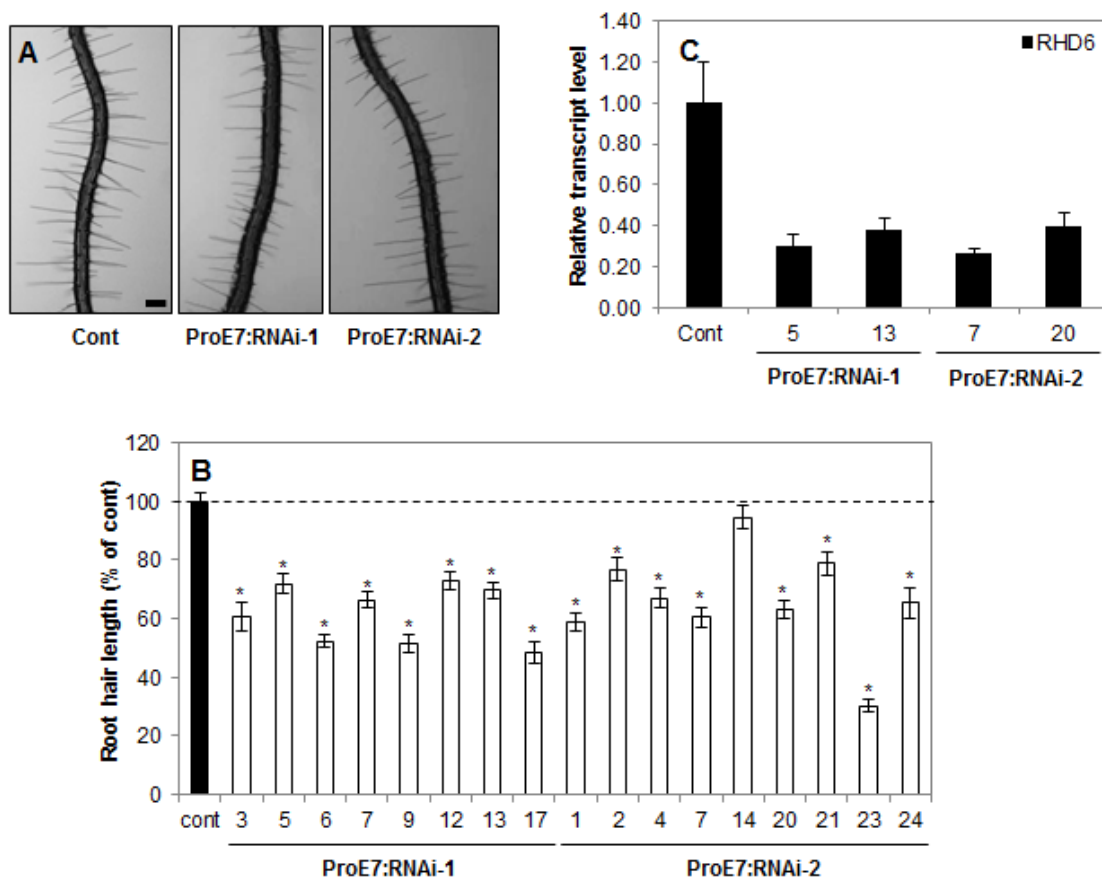 A
Cont
ProE7:RNAi-1
ProE7:RNAi-2
C
RHD6
Relative transcript level
1.40
1.20
1.00
0.80
0.60
0.40
0.20
0.00
Cont 5 13 7 20
ProE7:RNAi-1 ProE7:RNAi-2
B
Root hair length (% of cont)
120
100
80
60
40
20
0
* * * * * * * * * * * * * * * *
cont 3 5 6 7 9 12 13 17 1 2 4 7 14 20 21 23 24
ProE7:RNAi-1 ProE7:RNAi-2